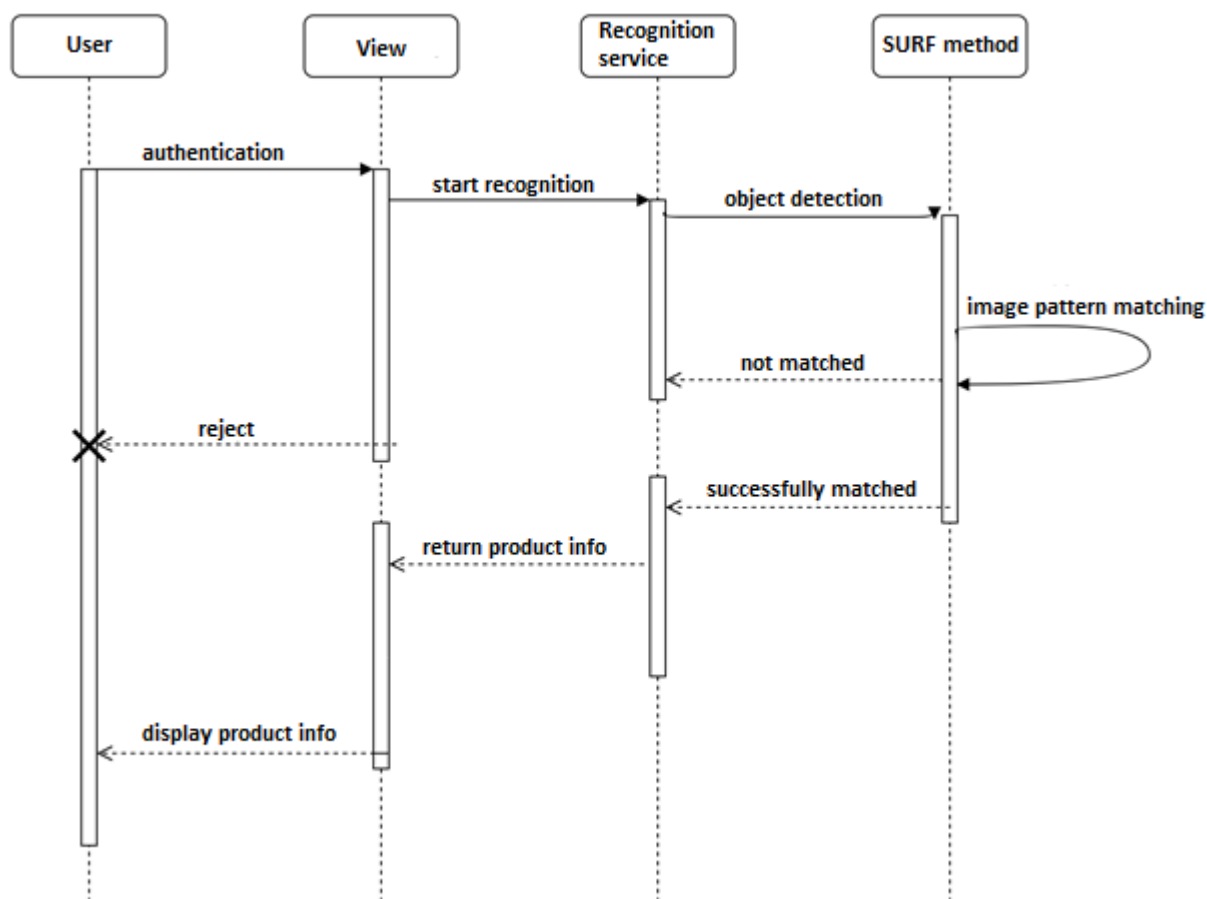 User
View
Recognition
service
SURF method
authentication
start recognition
object detection
image pattern matching
not matched
reject
successfully matched
return product info
display product info